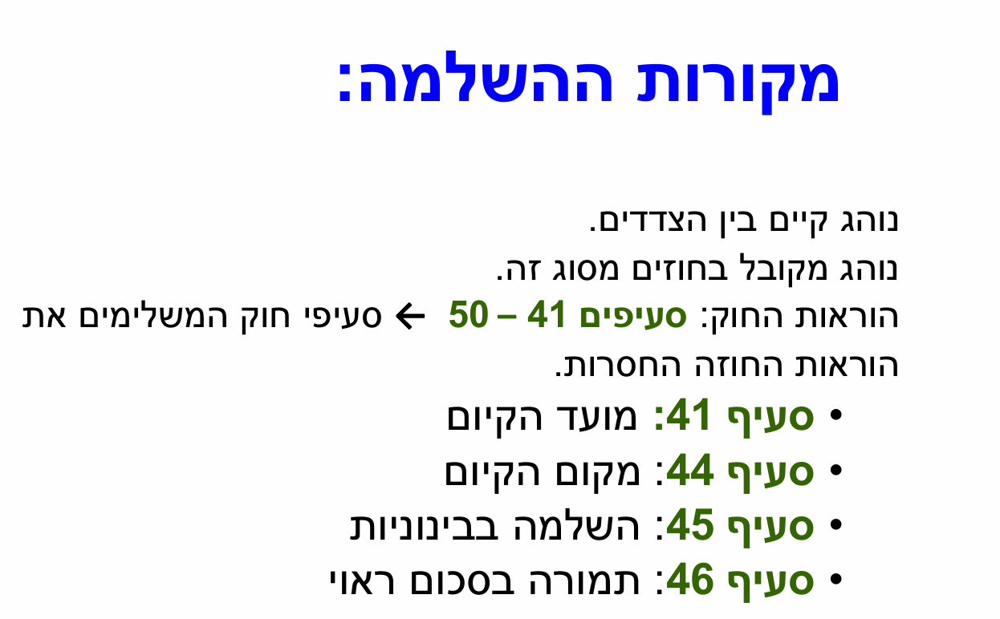 מקורות ההשלמה:
נוהג קיים בין הצדדים.
נוהג מקובל בחוזים מסוג זה.
הוראות החוק: סעיפים 41 – 50 ← סעיפי חוק המשלימים את
הוראות החוזה החסרות.
• סעיף 41: מועד הקיום
• סעיף 44: מקום הקיום
• סעיף 45: השלמה בבינוניות
• סעיף 46: תמורה בסכום ראוי